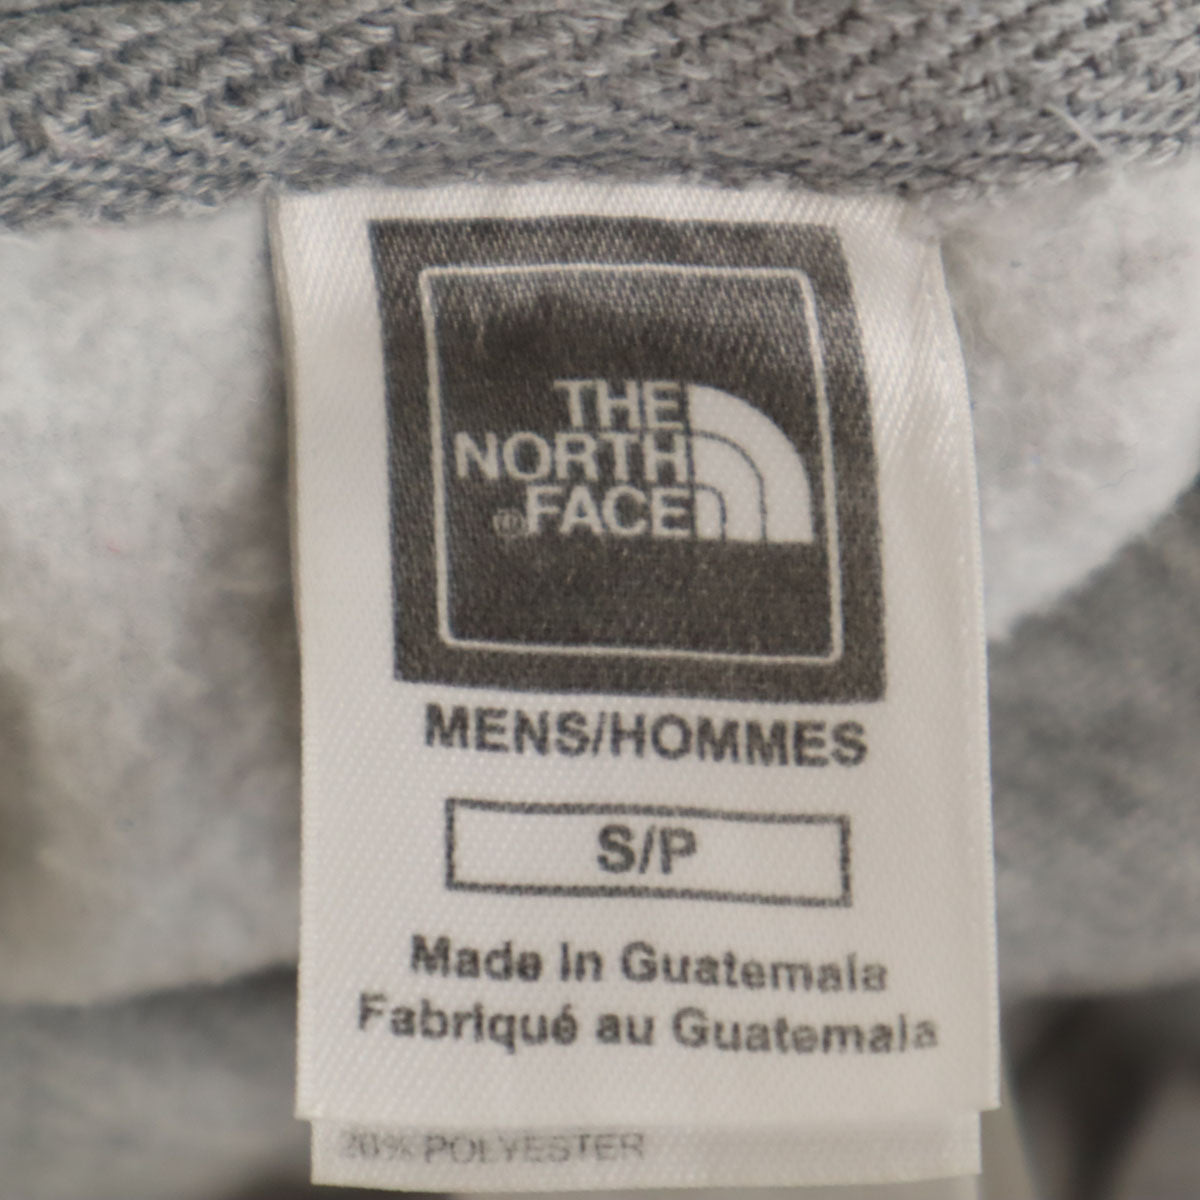 THE
NORTH
®FACE
MENS/HOMMES
S/P
Made in Guatemala
Fabriqué au Guatemala
POLYESTER